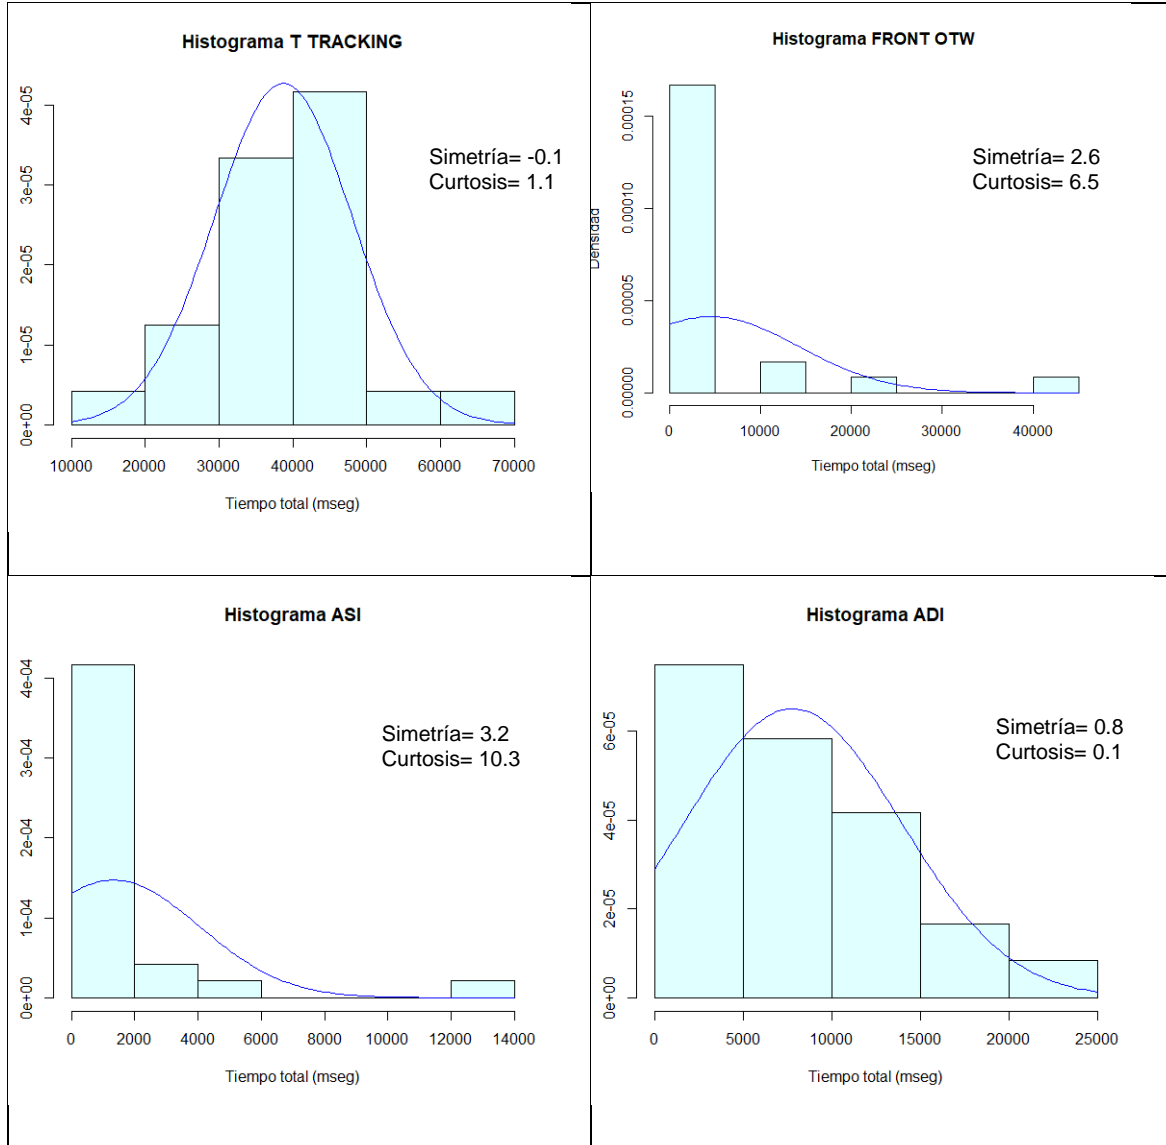 Histograma T TRACKING
4e-05
3e-05
2e-05
1e-05
0e+00
Simetría= -0.1
Curtosis= 1.1
10000 20000 30000 40000 50000 60000 70000
Tiempo total (mseg)
Histograma FRONT OTW
Densidad
0.00015
0.00010
0.00005
0.00000
Simetría= 2.6
Curtosis= 6.5
0 10000 20000 30000 40000
Tiempo total (mseg)
Histograma ASI
4e-04
3e-04
2e-04
1e-04
0e+00
Simetría= 3.2
Curtosis= 10.3
0 2000 4000 6000 8000 10000 12000 14000
Tiempo total (mseg)
Histograma ADI
6e-05
4e-05
2e-05
0e+00
Simetría= 0.8
Curtosis= 0.1
0 5000 10000 15000 20000 25000
Tiempo total (mseg)